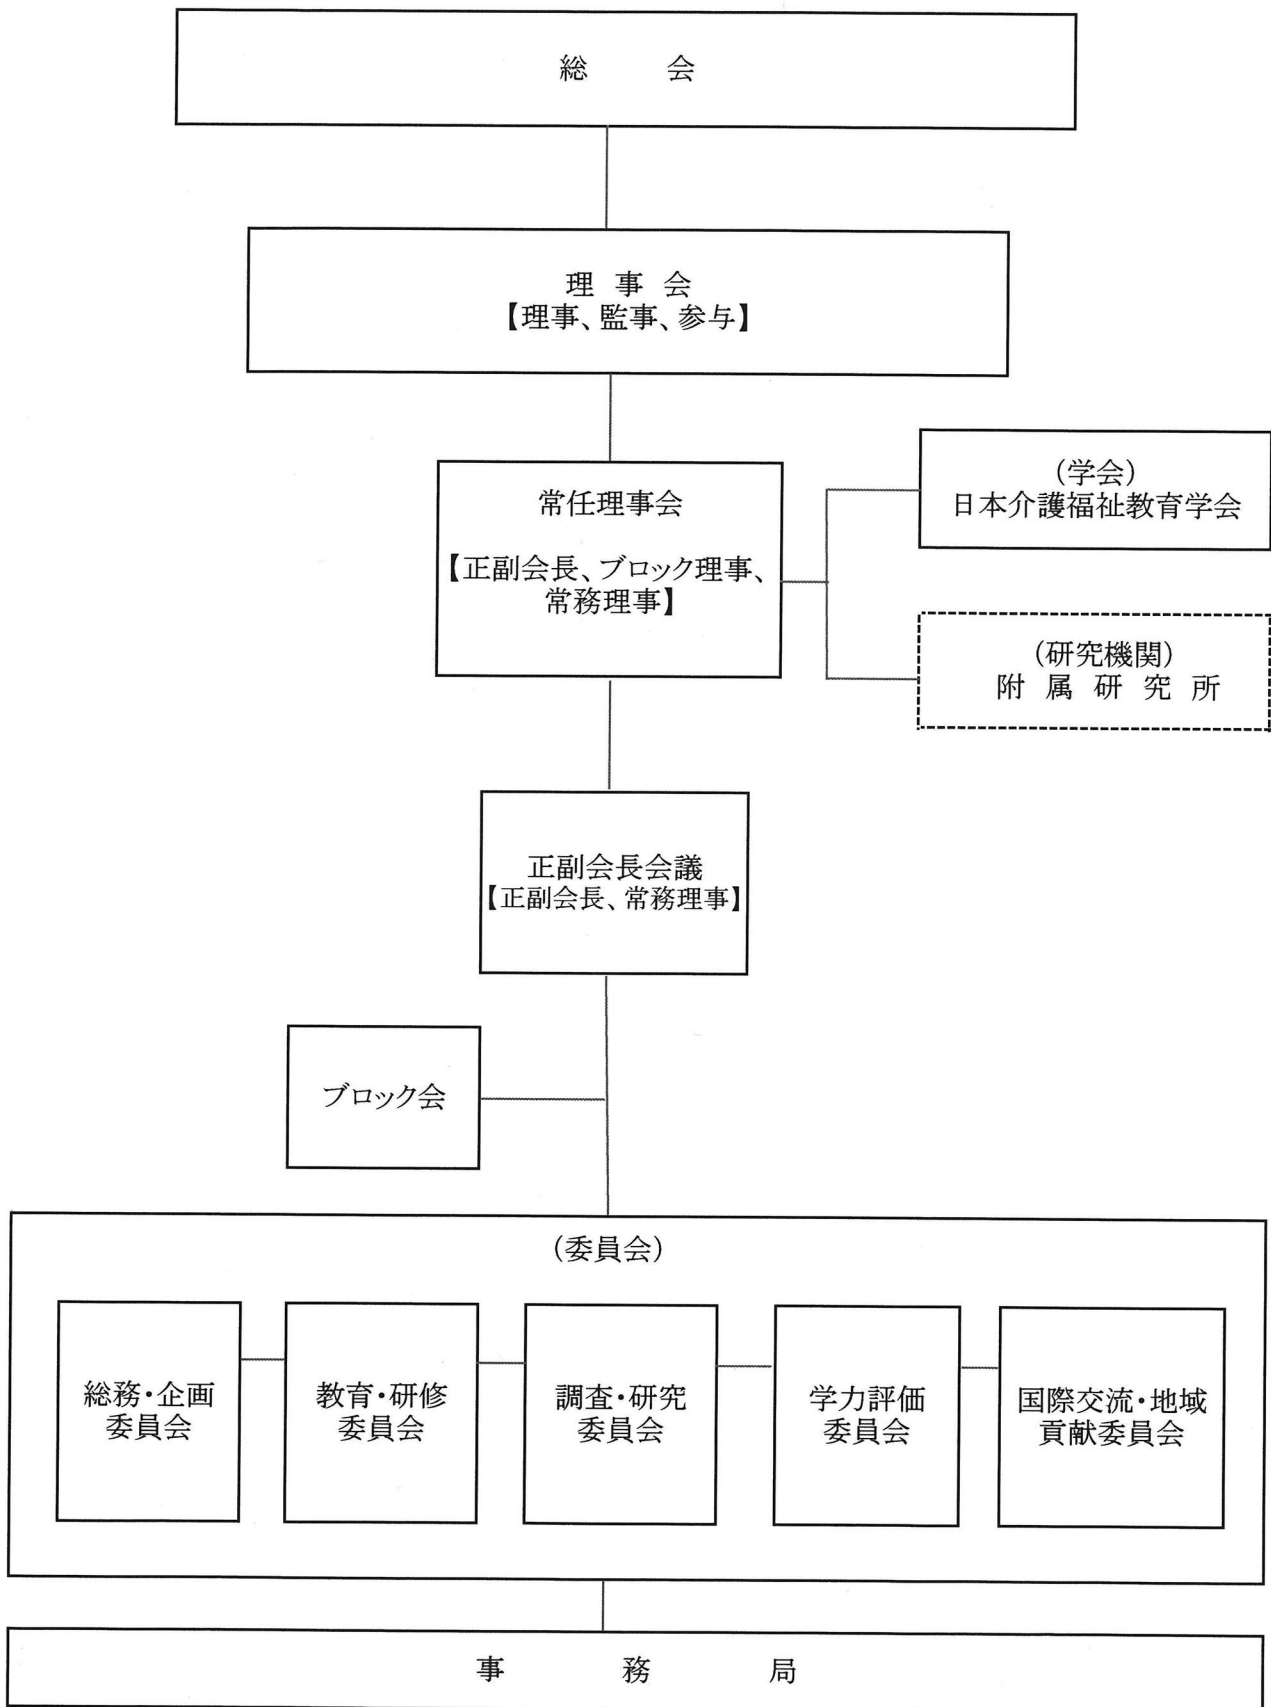 総 会
理 事 会
【理事、監事、参与】
常任理事会
【正副会長、ブロック理事、
常務理事】
(学会)
日本介護福祉教育学会
(研究機関)
附 属 研 究 所
正副会長会議
【正副会長、常務理事】
ブロック会
(委員会)
総務・企画
委員会
教育・研修
委員会
調査・研究
委員会
学力評価
委員会
国際交流・地域
貢献委員会
事 務 局